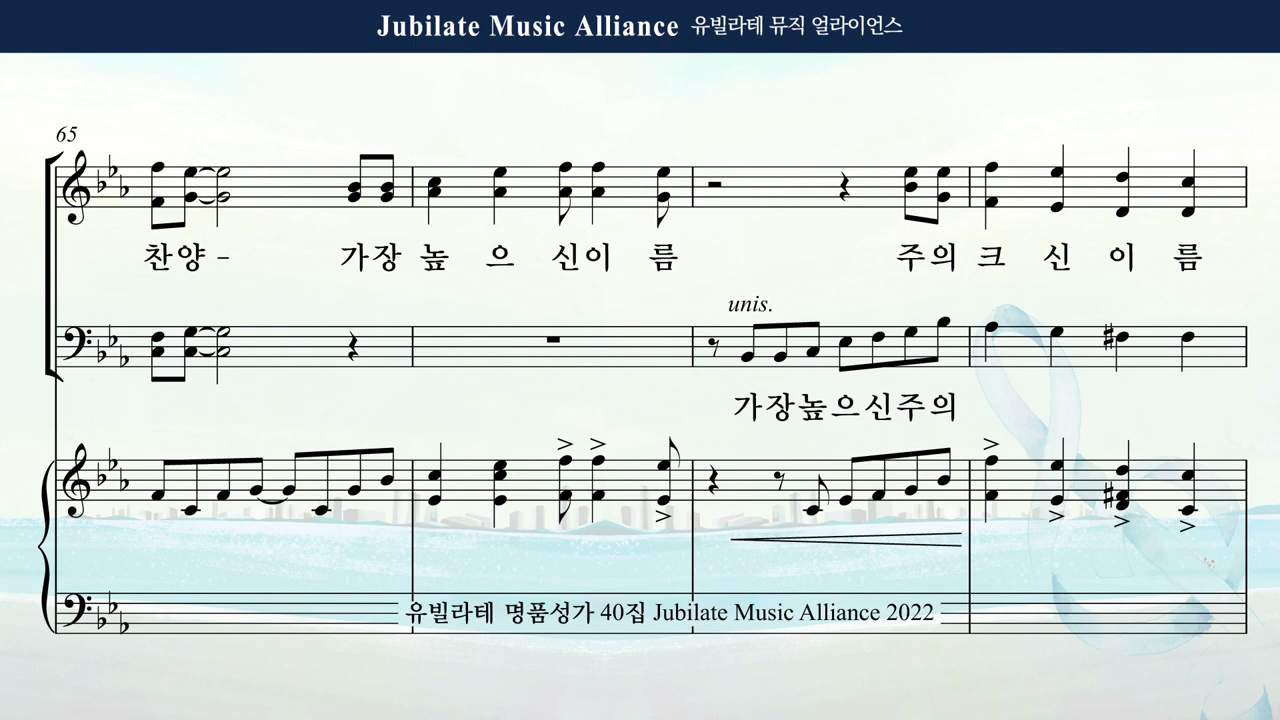 Jubilate Music Alliance 유빌라테 뮤직 얼라이언스
65
찬양 - 가장 높 으 신이 름 주의 크 신 이 름
unis.
가장높으신주의
유빌라테 명품성가 40집 Jubilate Music Alliance 2022